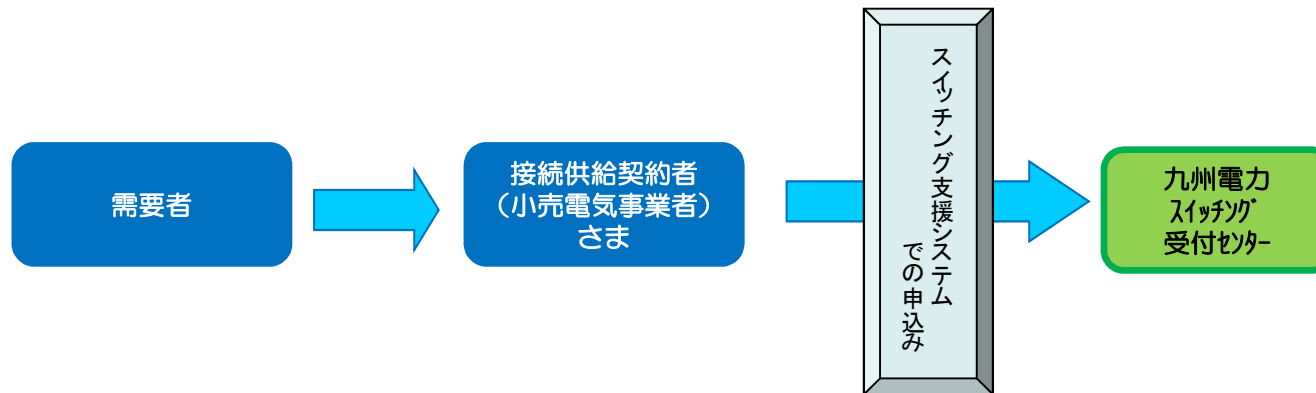 需要者
接続供給契約者
（小売電気事業者）
さま
スイッチング支援システム
での申込み
九州電力
ｽｲｯﾁﾝｸﾞ
受付ｾﾝﾀｰ